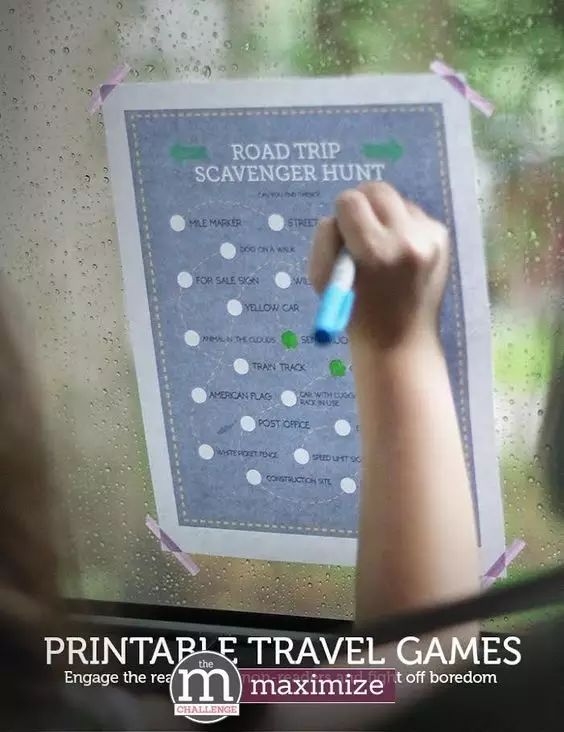 ROAD TRIP
SCAVENGER HUNT
CAN YOU FIND THESE?
MILE MARKER
STREET
DOG ON A WALK
FOR SALE SIGN
YELLOW CAR
ANIMAL IN THE CLOUDS
TRAIN TRACK
AMERICAN FLAG
CAR WITH
RACK IN USE
POST OFFICE
WHITE PICKET FENCE
SPEED LIMIT
CONSTRUCTION SITE
PRINTABLE TRAVEL GAMES
Engage the off boredom
the
m
CHALLENGE
maximize